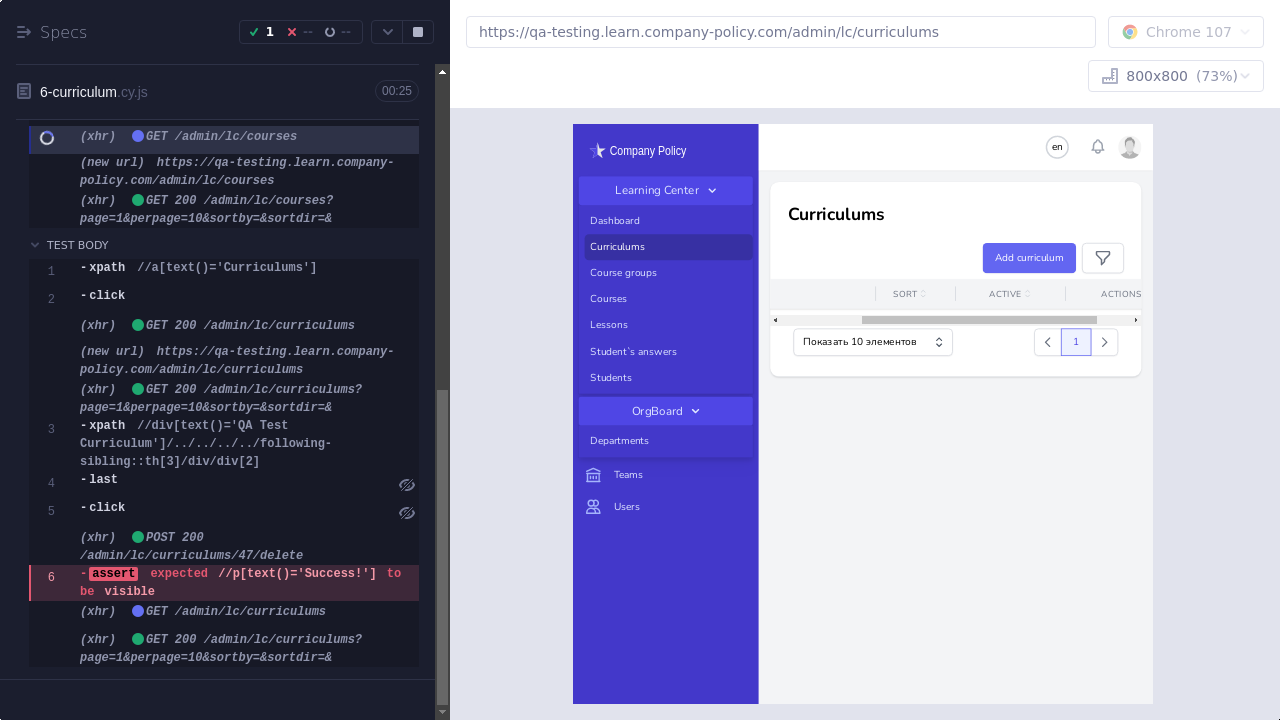 Specs
1
--
--
https://qa-testing.learn.company-policy.com/admin/lc/curriculums
Chrome 107
800x800 (73%)
6-curriculum.cy.js
00:25
(xhr) GET /admin/lc/courses
(new url) https://qa-testing.learn.company-
policy.com/admin/lc/courses
(xhr) GET 200 /admin/lc/courses?
page=1&perpage=10&sortby=&sortdir=&
TEST BODY
1 -xpath //a[text()='Curriculums']
2 -click
(xhr) GET 200 /admin/lc/curriculums
(new url) https://qa-testing.learn.company-
policy.com/admin/lc/curriculums
(xhr) GET 200 /admin/lc/curriculums?
page=1&perpage=10&sortby=&sortdir=&
3 -xpath //div[text()='QA Test
Curriculum']/../../../../following-
sibling::th[3]/div/div[2]
4 -last
5 -click
(xhr) POST 200
/admin/lc/curriculums/47/delete
6 -assert expected //p[text()='Success!'] to
be visible
(xhr) GET /admin/lc/curriculums
(xhr) GET 200 /admin/lc/curriculums?
page=1&perpage=10&sortby=&sortdir=&
Company Policy
Learning Center
Dashboard
Curriculums
Course groups
Courses
Lessons
Student`s answers
Students
OrgBoard
Departments
Teams
Users
en
Curriculums
Add curriculum
SORT
ACTIVE
ACTIONS
Показать 10 элементов
1